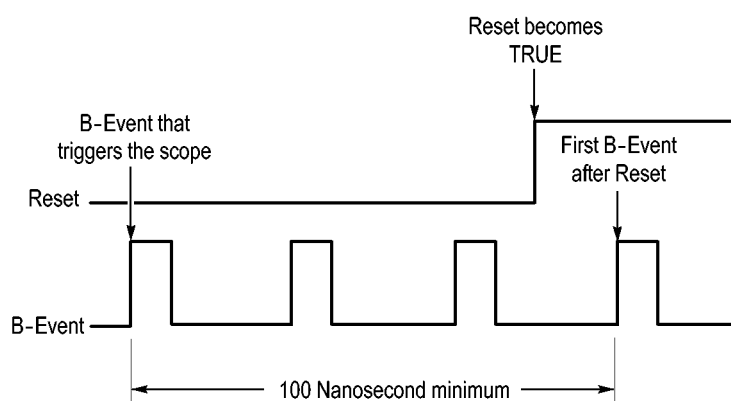 Reset becomes
TRUE
B-Event that
triggers the scope
First B-Event
after Reset
Reset
B-Event
100 Nanosecond minimum